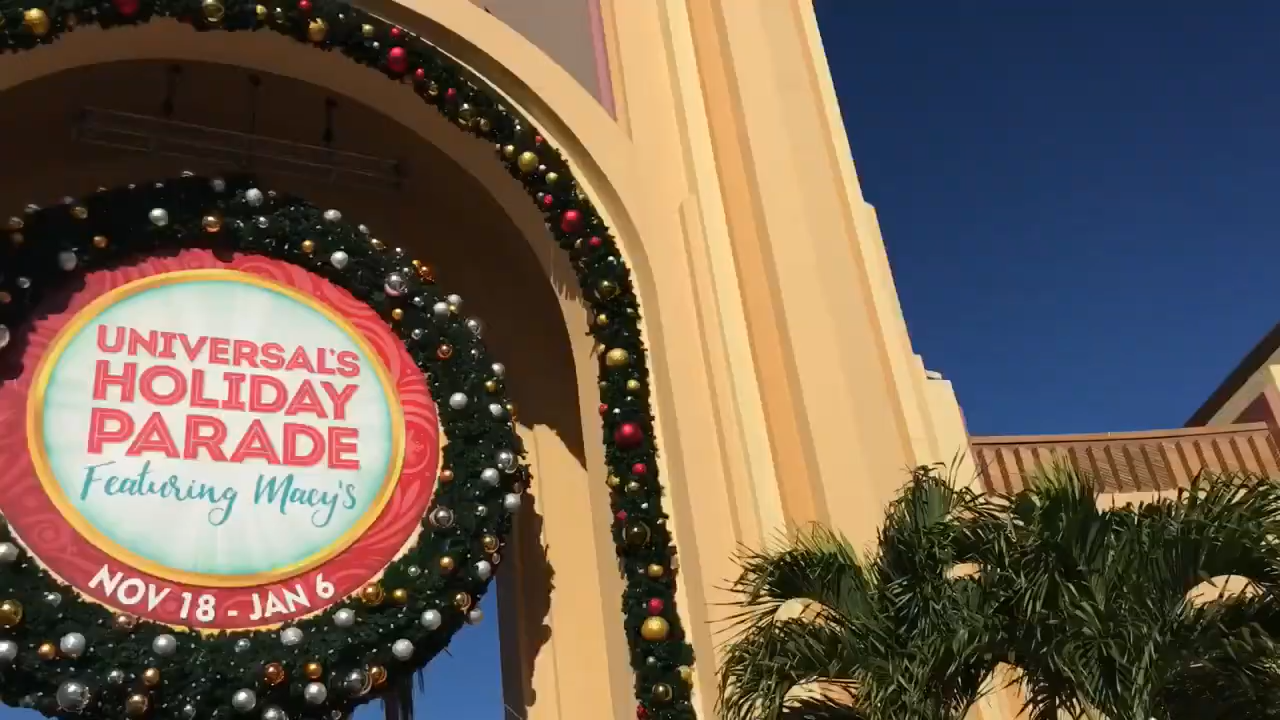 UNIVERSAL'S
HOLIDAY
PARADE
Featuring Macy's
NOV 18 - JAN 6